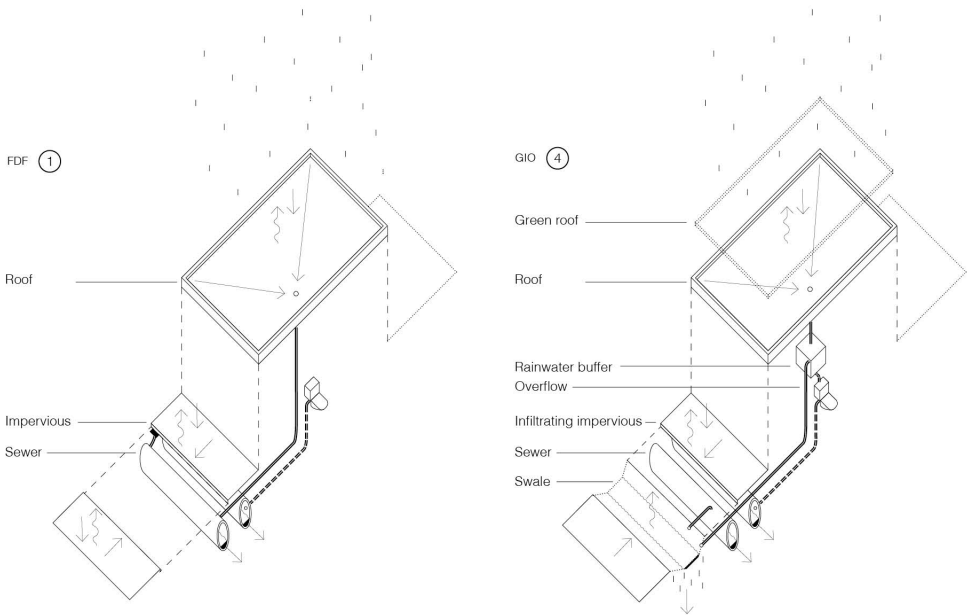 FDF 1
Roof
Impervious
Sewer
GIO 4
Green roof
Roof
Rainwater buffer
Overflow
Infiltrating impervious
Sewer
Swale